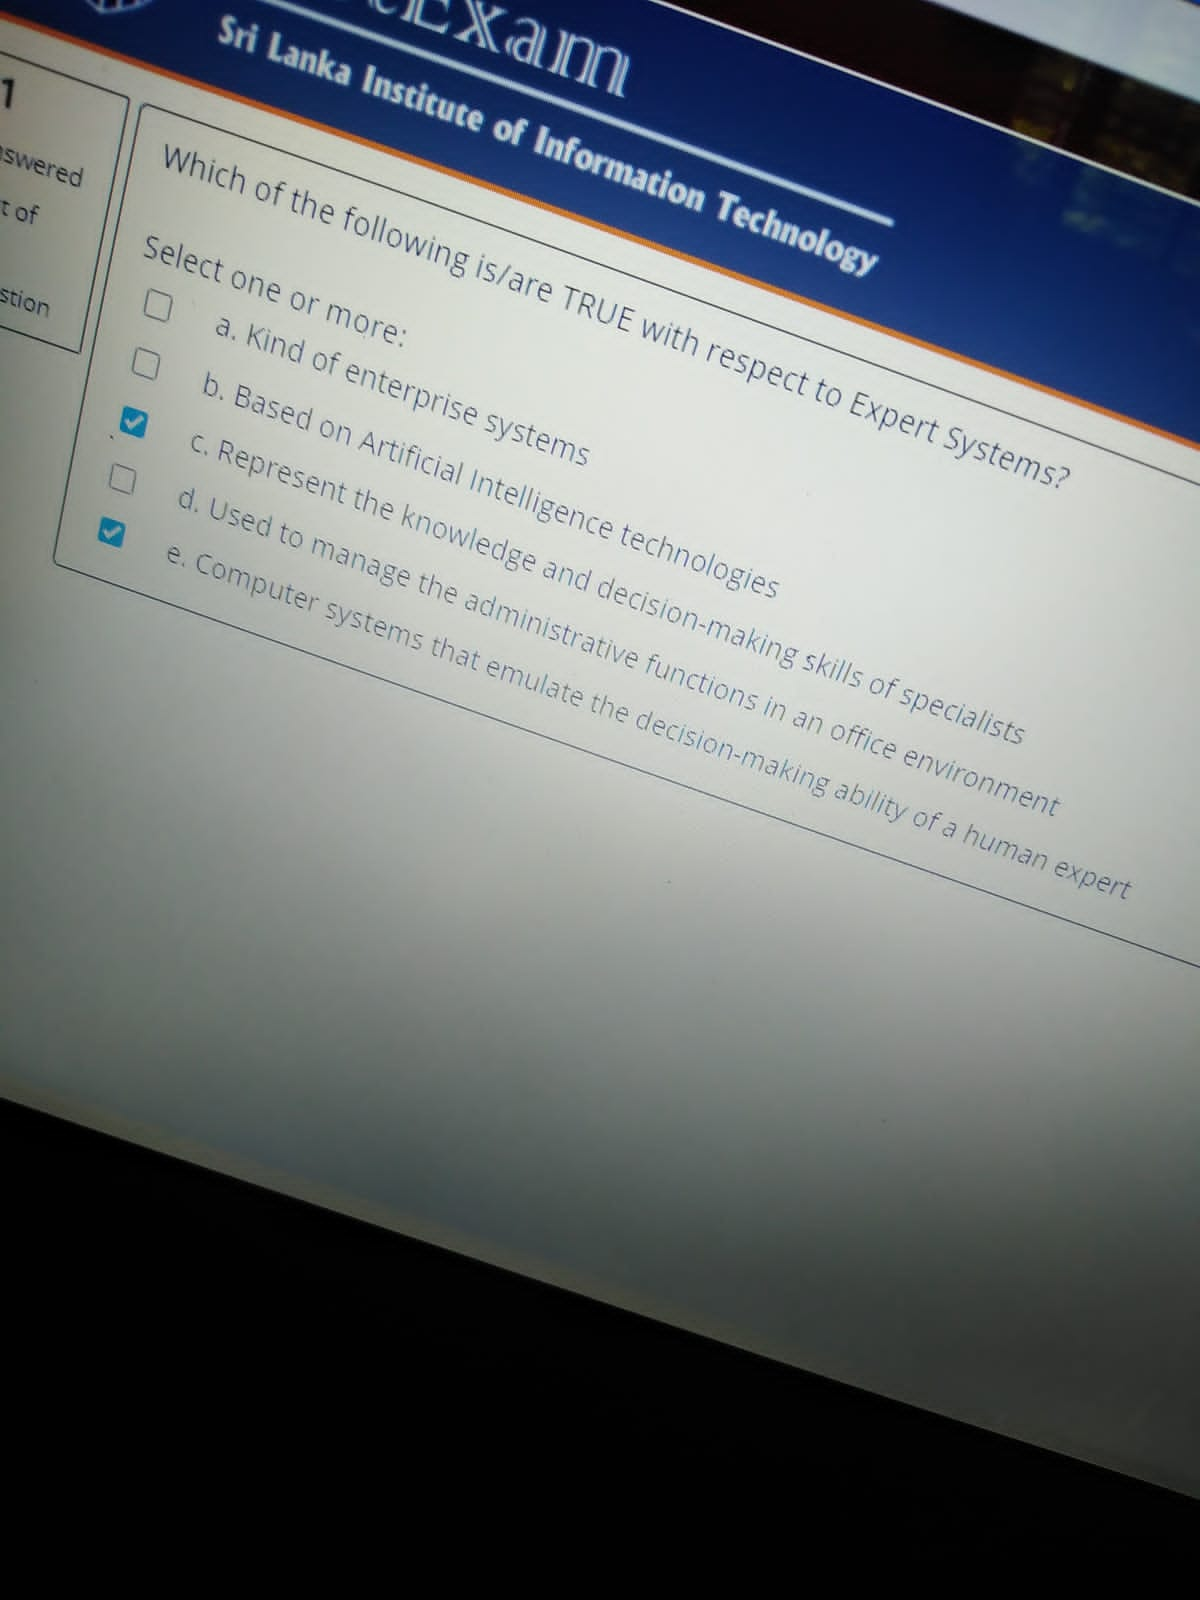 Exam
Sri Lanka Institute of Information Technology
1
swered
t of
stion
Which of the following is/are TRUE with respect to Expert Systems?
Select one or more:
a. Kind of enterprise systems
b. Based on Artificial Intelligence technologies
c. Represent the knowledge and decision-making skills of specialists
d. Used to manage the administrative functions in an office environment
e. Computer systems that emulate the decision-making ability of a human expert